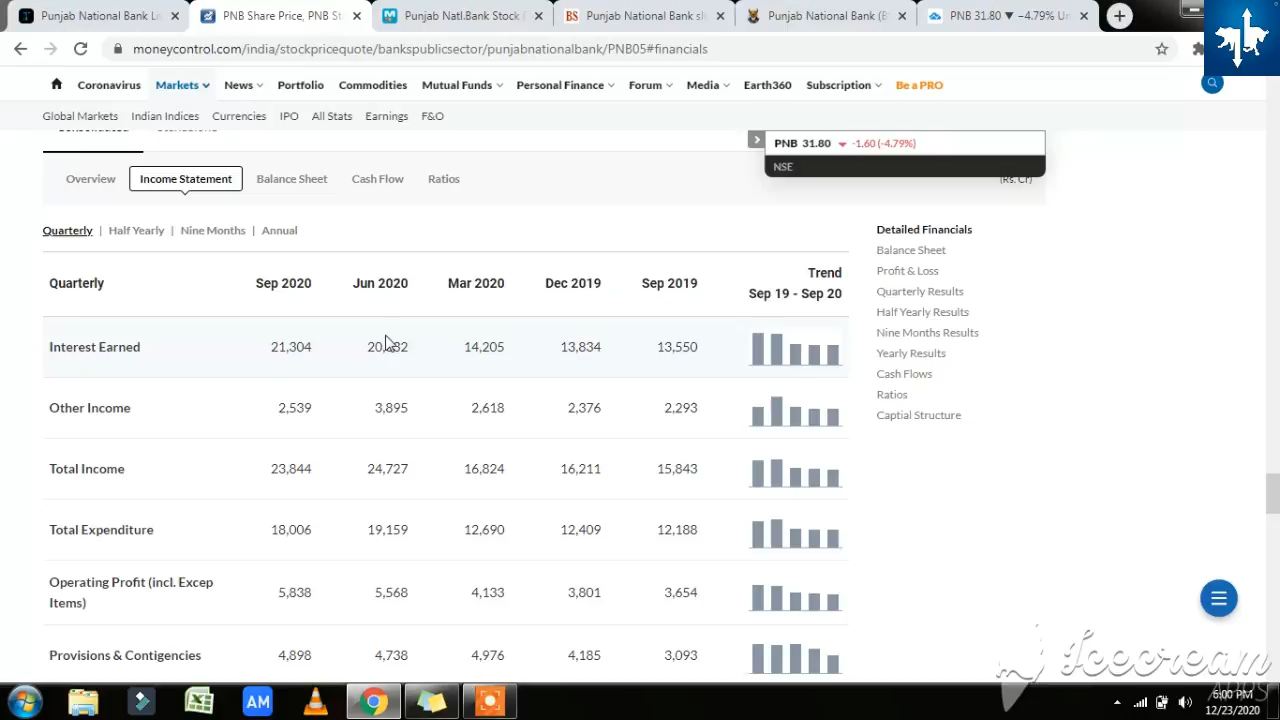 Punjab National Bank Li
PNB Share Price, PNB St
Punjab Natl.Bank Stock (
Punjab National Bank sh
Punjab National Bank (B
PNB 31.80 ▼ −4.79% Un
moneycontrol.com/india/stockpricequote/bankspublicsector/punjabnationalbank/PNB05#financials
Coronavirus Markets News Portfolio Commodities Mutual Funds Personal Finance Forum Media Earth360 Subscription Be a PRO
Global Markets Indian Indices Currencies IPO All Stats Earnings F&O
PNB 31.80 ▼ -1.60 (-4.79%)
NSE
Overview Income Statement Balance Sheet Cash Flow Ratios
(Rs. Cr)
Quarterly | Half Yearly | Nine Months | Annual
Quarterly Sep 2020 Jun 2020 Mar 2020 Dec 2019 Sep 2019 Trend
Sep 19 - Sep 20
Interest Earned 21,304 14,205 13,834 13,550
Other Income 2,539 3,895 2,618 2,376 2,293
Total Income 23,844 24,727 16,824 16,211 15,843
Total Expenditure 18,006 19,159 12,690 12,409 12,188
Operating Profit (incl. Excep
Items) 5,838 5,568 4,133 3,801 3,654
Provisions & Contigencies 4,898 4,738 4,976 4,185 3,093
Detailed Financials
Balance Sheet
Profit & Loss
Quarterly Results
Half Yearly Results
Nine Months Results
Yearly Results
Cash Flows
Ratios
Captial Structure
Icecream
APPS
AM
6:00 PM
12/23/2020